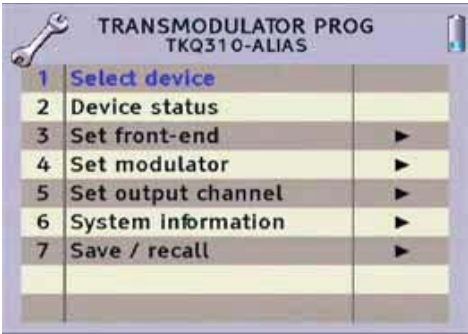 TRANSMODULATOR PROG
TKQ310-ALIAS
1 Select device
2 Device status
3 Set front-end ►
4 Set modulator ►
5 Set output channel ►
6 System information ►
7 Save / recall ►